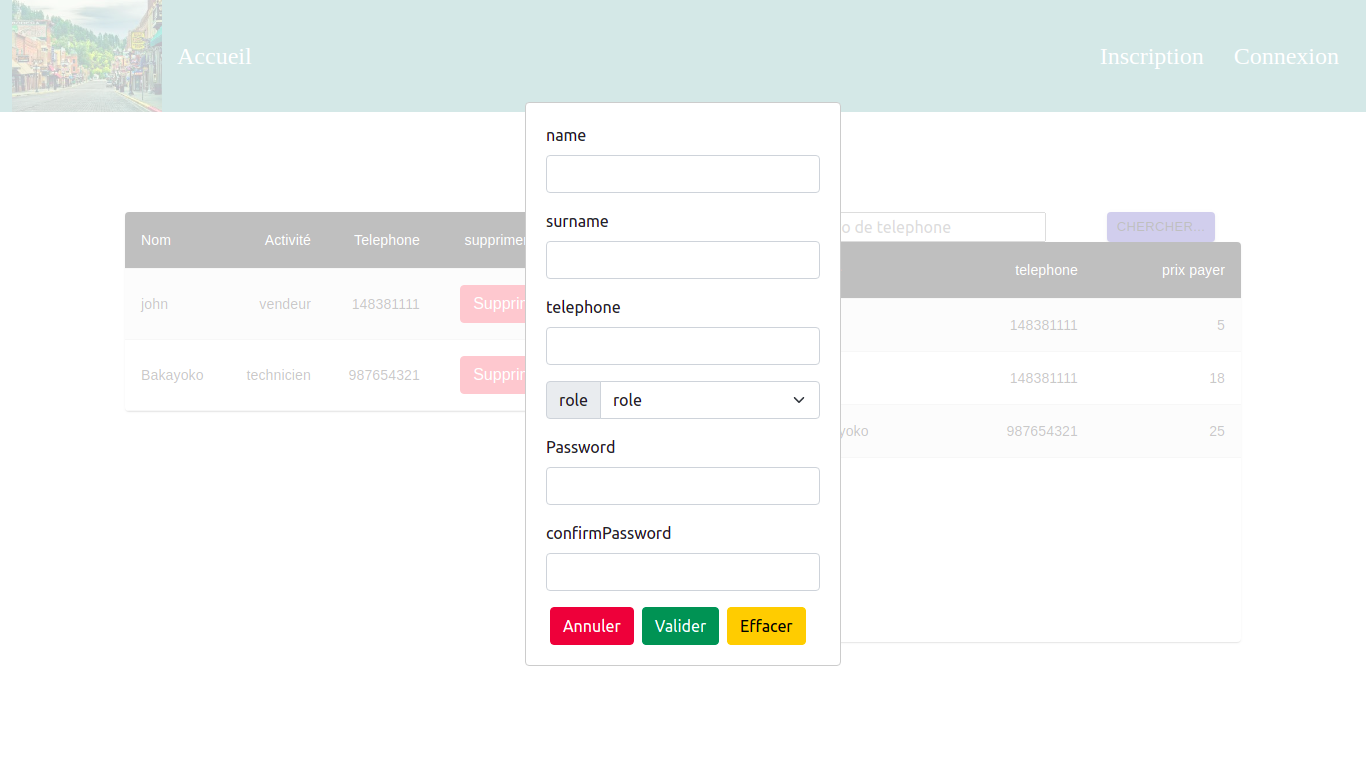 Accueil
Inscription
Connexion
name
surname
telephone
role
role
Password
confirmPassword
Annuler
Valider
Effacer
Nom
Activité
Telephone
supprimer
john
vendeur
148381111
Supprir
Bakayoko
technicien
987654321
Supprir
o de telephone
CHERCHER...
telephone
prix payer
148381111
5
148381111
18
yoko
987654321
25